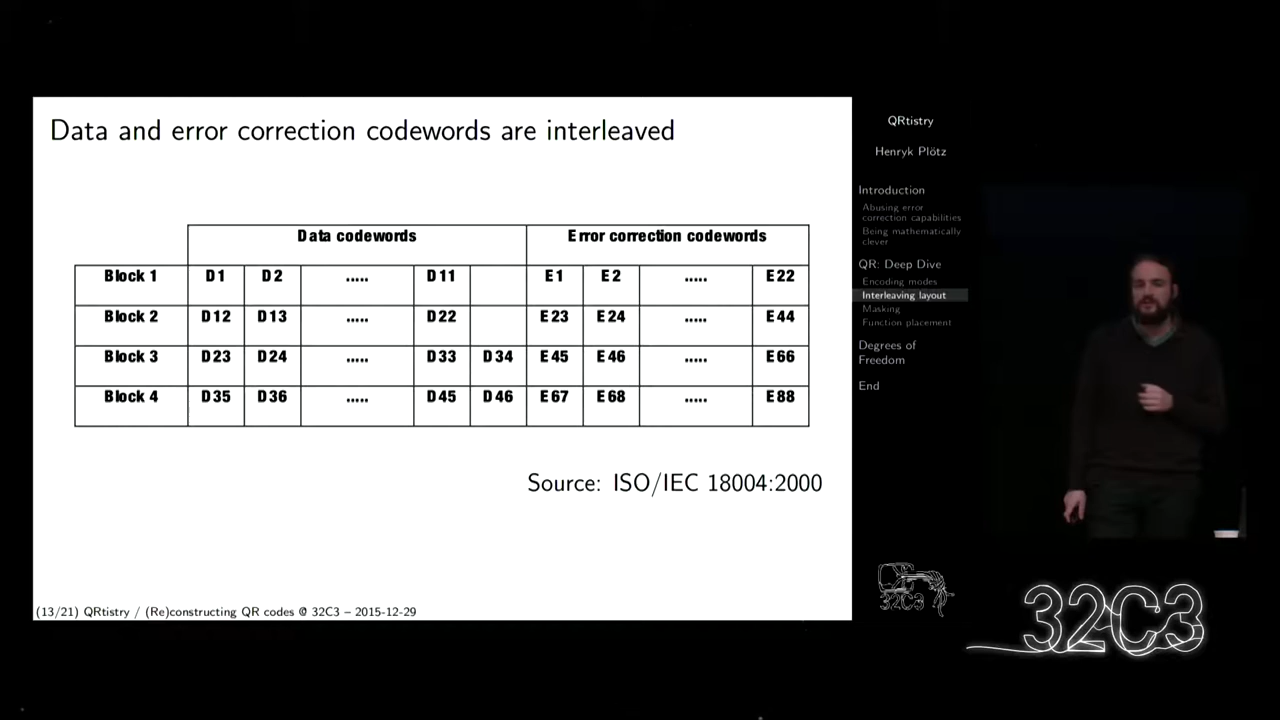 Data and error correction codewords are interleaved
Data codewords Error correction codewords
Block 1 D1 D2 ..... D11 E1 E2 ..... E22
Block 2 D12 D13 ..... D22 E23 E24 ..... E44
Block 3 D23 D24 ..... D33 D34 E45 E46 ..... E66
Block 4 D35 D36 ..... D45 D46 E67 E68 ..... E88
Source: ISO/IEC 18004:2000
(13/21) QRtistry / (Re)constructing QR codes @ 32C3 – 2015-12-29
QRtistry
Henryk Plötz
Introduction
Abusing error
correction capabilities
Being mathematically
clever
QR: Deep Dive
Encoding modes
Interleaving layout
Masking
Function placement
Degrees of
Freedom
End
32C3
32C3